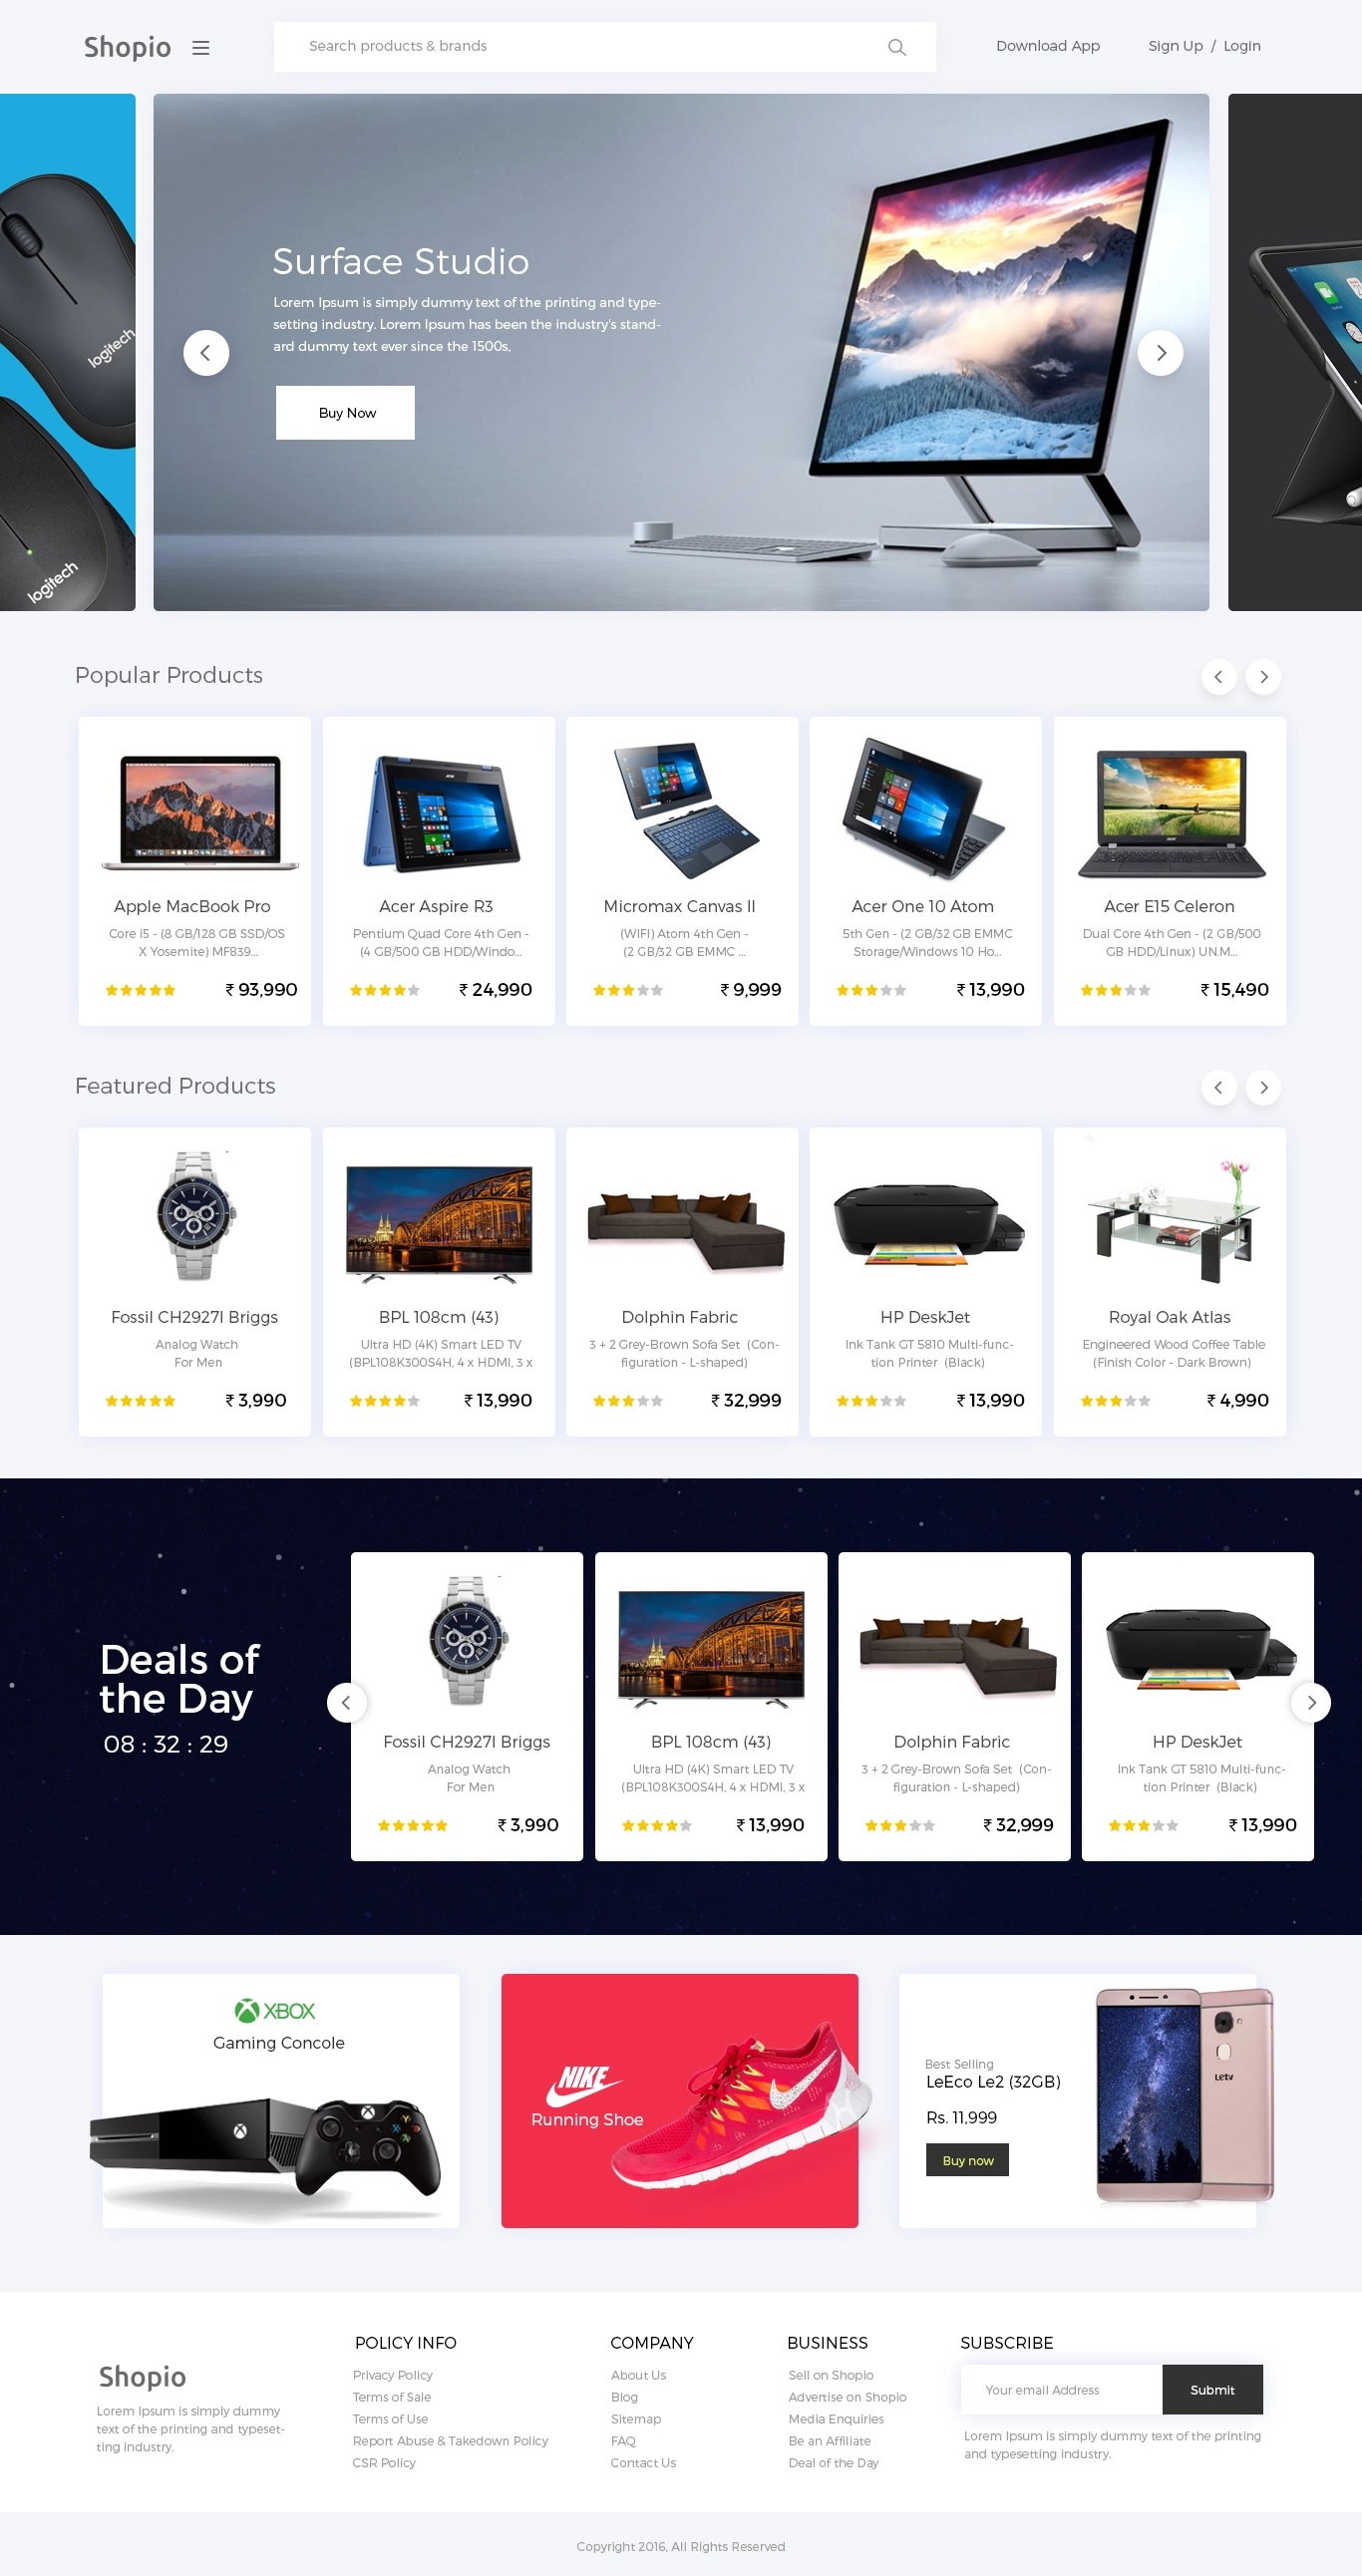 Shopio
Search products & brands
Download App
Sign Up / Login
logitech
logitech
Surface Studio
Lorem Ipsum is simply dummy text of the printing and type-
setting industry. Lorem Ipsum has been the industry's stand-
ard dummy text ever since the 1500s,
Buy Now
Popular Products
Apple MacBook Pro
Core i5 - (8 GB/128 GB SSD/OS
X Yosemite) MF839...
₹ 93,990
Acer Aspire R3
Pentium Quad Core 4th Gen -
(4 GB/500 GB HDD/Windo...
₹ 24,990
Micromax Canvas II
(WIFI) Atom 4th Gen -
(2 GB/32 GB EMMC ...
₹ 9,999
Acer One 10 Atom
5th Gen - (2 GB/32 GB EMMC
Storage/Windows 10 Ho...
₹ 13,990
Acer E15 Celeron
Dual Core 4th Gen - (2 GB/500
GB HDD/Linux) UN.M...
₹ 15,490
Featured Products
Fossil CH2927I Briggs
Analog Watch
For Men
₹ 3,990
BPL 108cm (43)
Ultra HD (4K) Smart LED TV
(BPL108K300S4H, 4 x HDMI, 3 x
₹ 13,990
Dolphin Fabric
3 + 2 Grey-Brown Sofa Set (Con-
figuration - L-shaped)
₹ 32,999
HP DeskJet
Ink Tank GT 5810 Multi-func-
tion Printer (Black)
₹ 13,990
Royal Oak Atlas
Engineered Wood Coffee Table
(Finish Color - Dark Brown)
₹ 4,990
Deals of
the Day
08 : 32 : 29
Fossil CH2927I Briggs
Analog Watch
For Men
₹ 3,990
BPL 108cm (43)
Ultra HD (4K) Smart LED TV
(BPL108K300S4H, 4 x HDMI, 3 x
₹ 13,990
Dolphin Fabric
3 + 2 Grey-Brown Sofa Set (Con-
figuration - L-shaped)
₹ 32,999
HP DeskJet
Ink Tank GT 5810 Multi-func-
tion Printer (Black)
₹ 13,990
XBOX
Gaming Concole
NIKE
Running Shoe
Best Selling
LeEco Le2 (32GB)
Rs. 11,999
Buy now
Letv
Shopio
Lorem Ipsum is simply dummy
text of the printing and typeset-
ting industry.
POLICY INFO
Privacy Policy
Terms of Sale
Terms of Use
Report Abuse & Takedown Policy
CSR Policy
COMPANY
About Us
Blog
Sitemap
FAQ
Contact Us
BUSINESS
Sell on Shopio
Advertise on Shopio
Media Enquiries
Be an Affiliate
Deal of the Day
SUBSCRIBE
Your email Address
Submit
Lorem Ipsum is simply dummy text of the printing
and typesetting industry.
Copyright 2016, All Rights Reserved